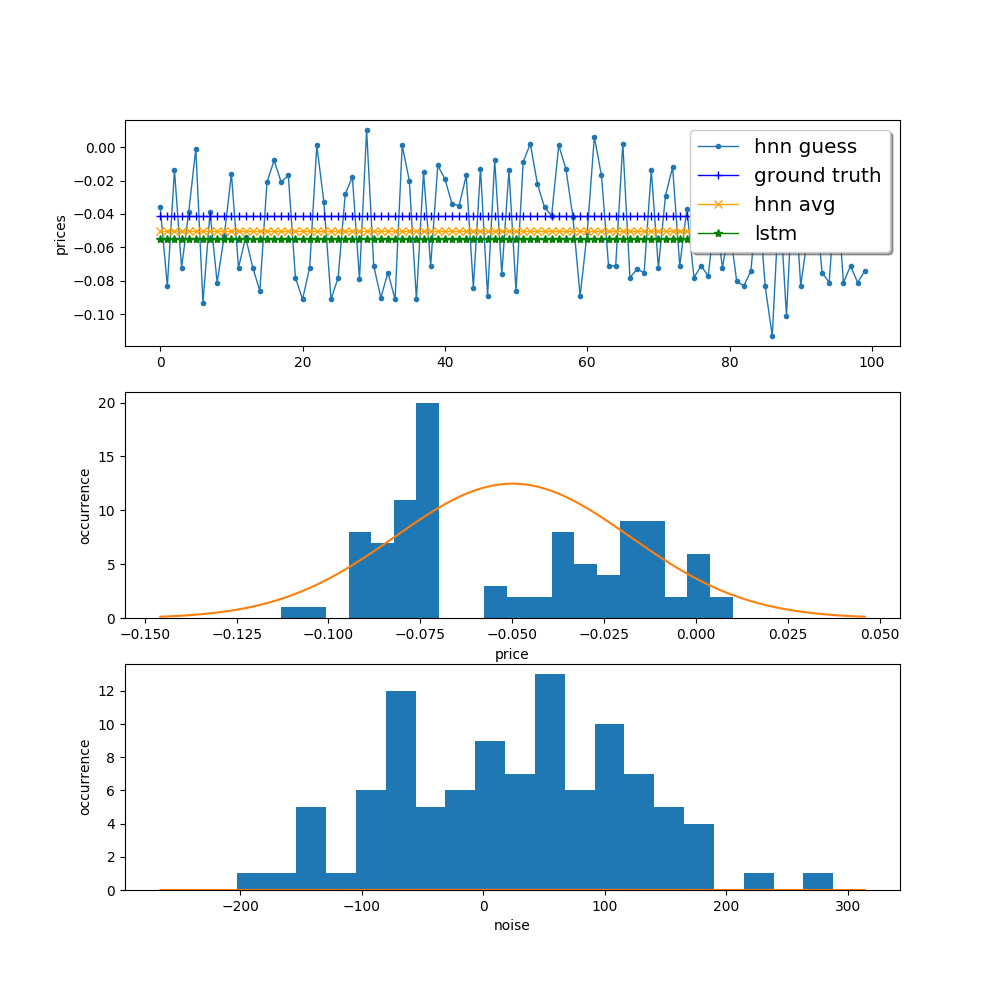 hnn guess
ground truth
hnn avg
lstm
prices
0.00
−0.02
−0.04
−0.06
−0.08
−0.10
0 20 40 60 80 100
occurrence
20
15
10
5
0
−0.150 −0.125 −0.100 −0.075 −0.050 −0.025 0.000 0.025 0.050
price
occurrence
12
10
8
6
4
2
0
−200 −100 0 100 200 300
noise